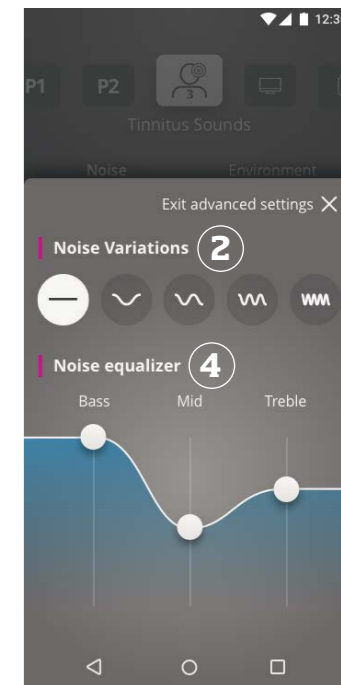 12:3
P1 P2 3
Tinnitus Sounds
Noise Environment
Exit advanced settings
Noise Variations 2
Noise equalizer 4
Bass Mid Treble